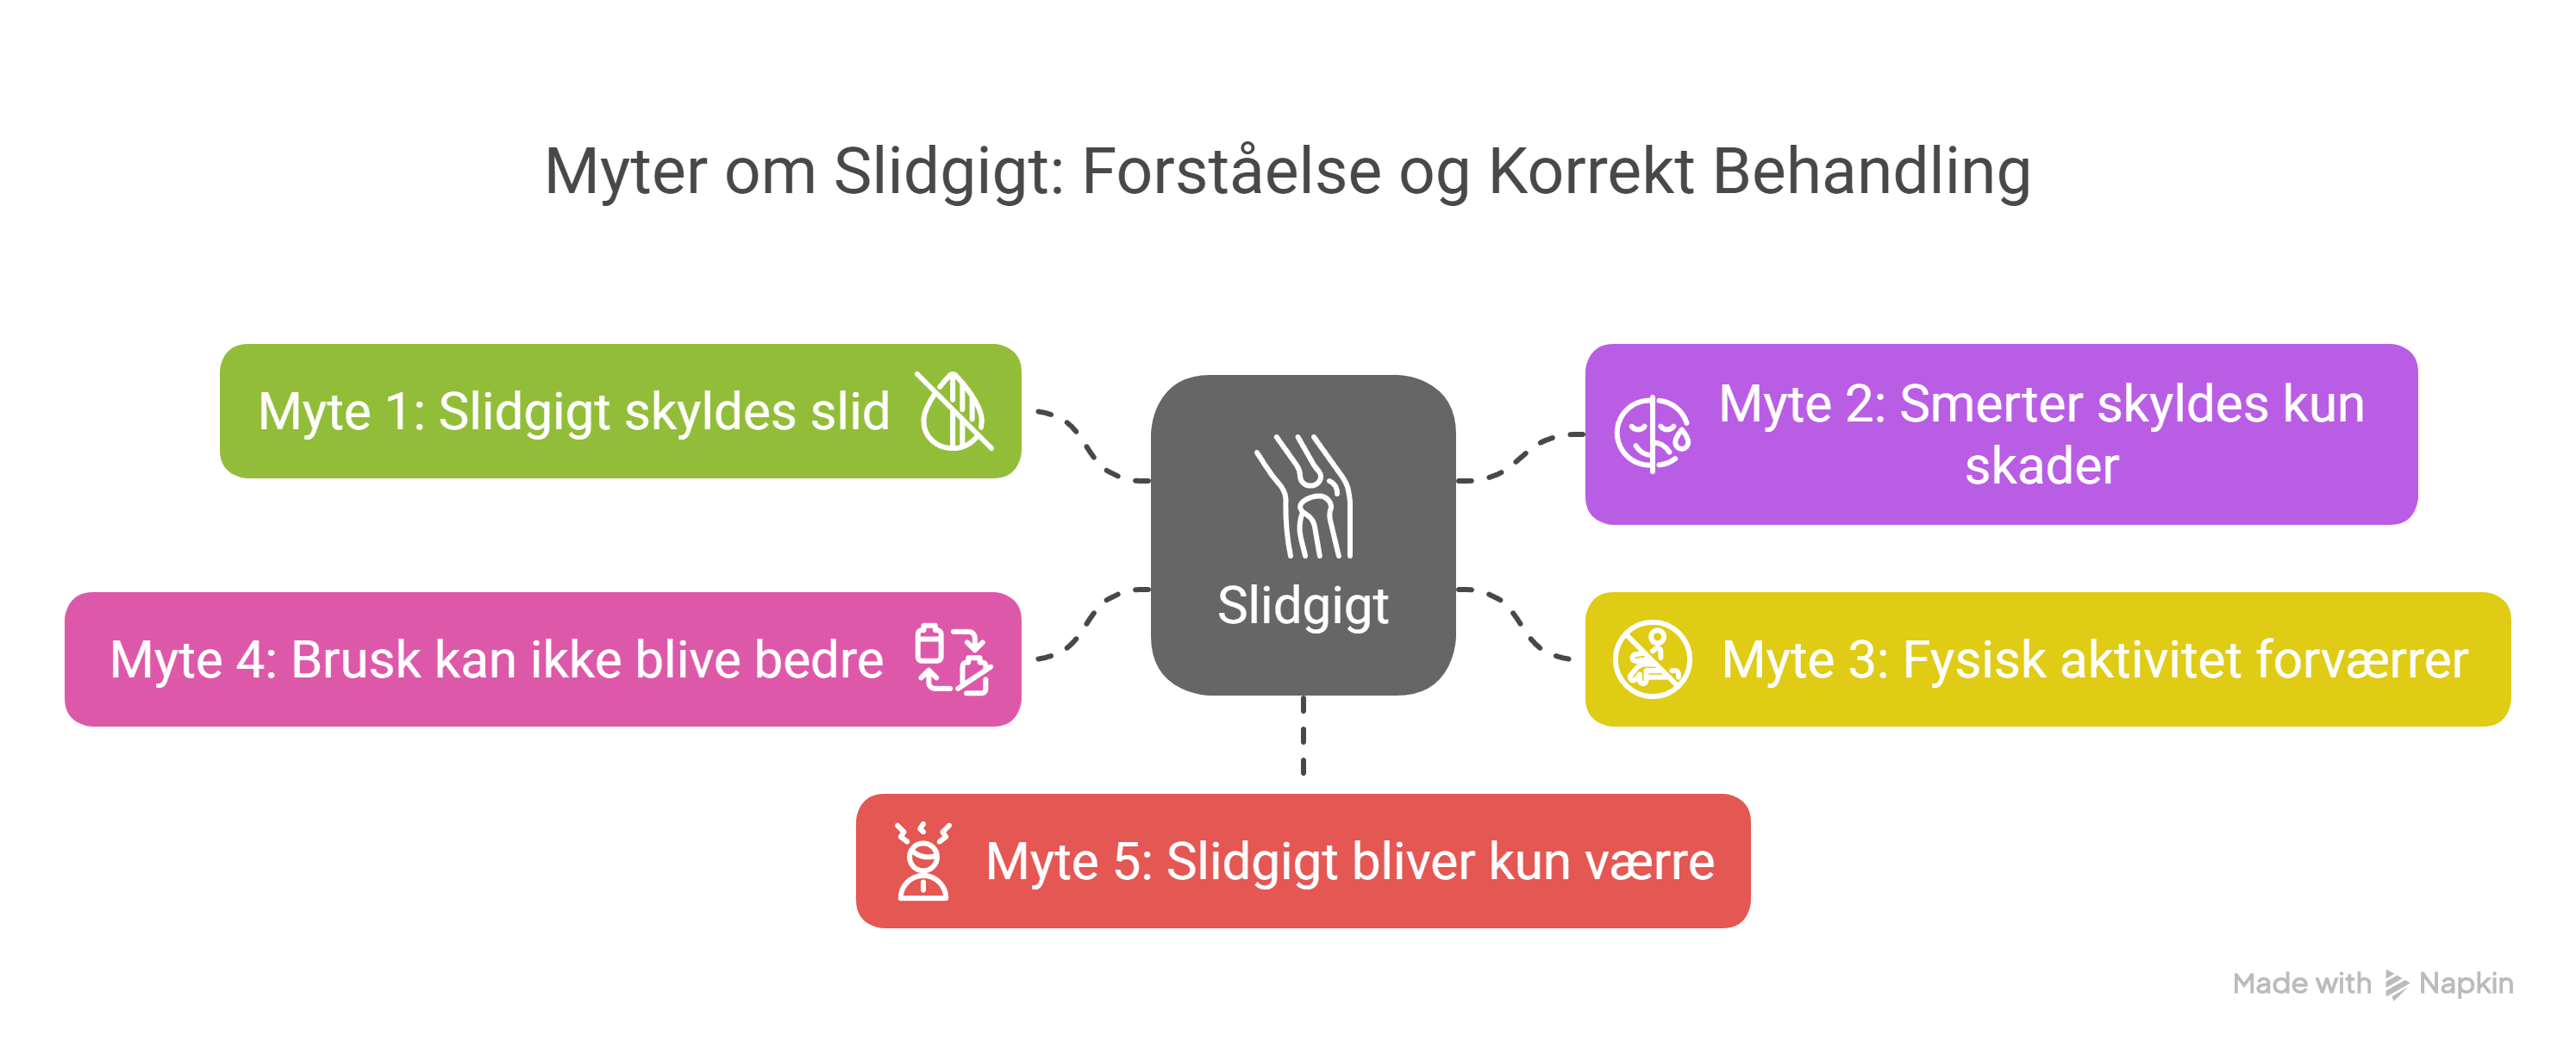 Myter om Slidgigt: Forståelse og Korrekt Behandling
Myte 1: Slidgigt skyldes slid
Myte 2: Smerter skyldes kun
skader
Slidgigt
Myte 4: Brusk kan ikke blive bedre
Myte 3: Fysisk aktivitet forværrer
Myte 5: Slidgigt bliver kun værre
Made with Napkin